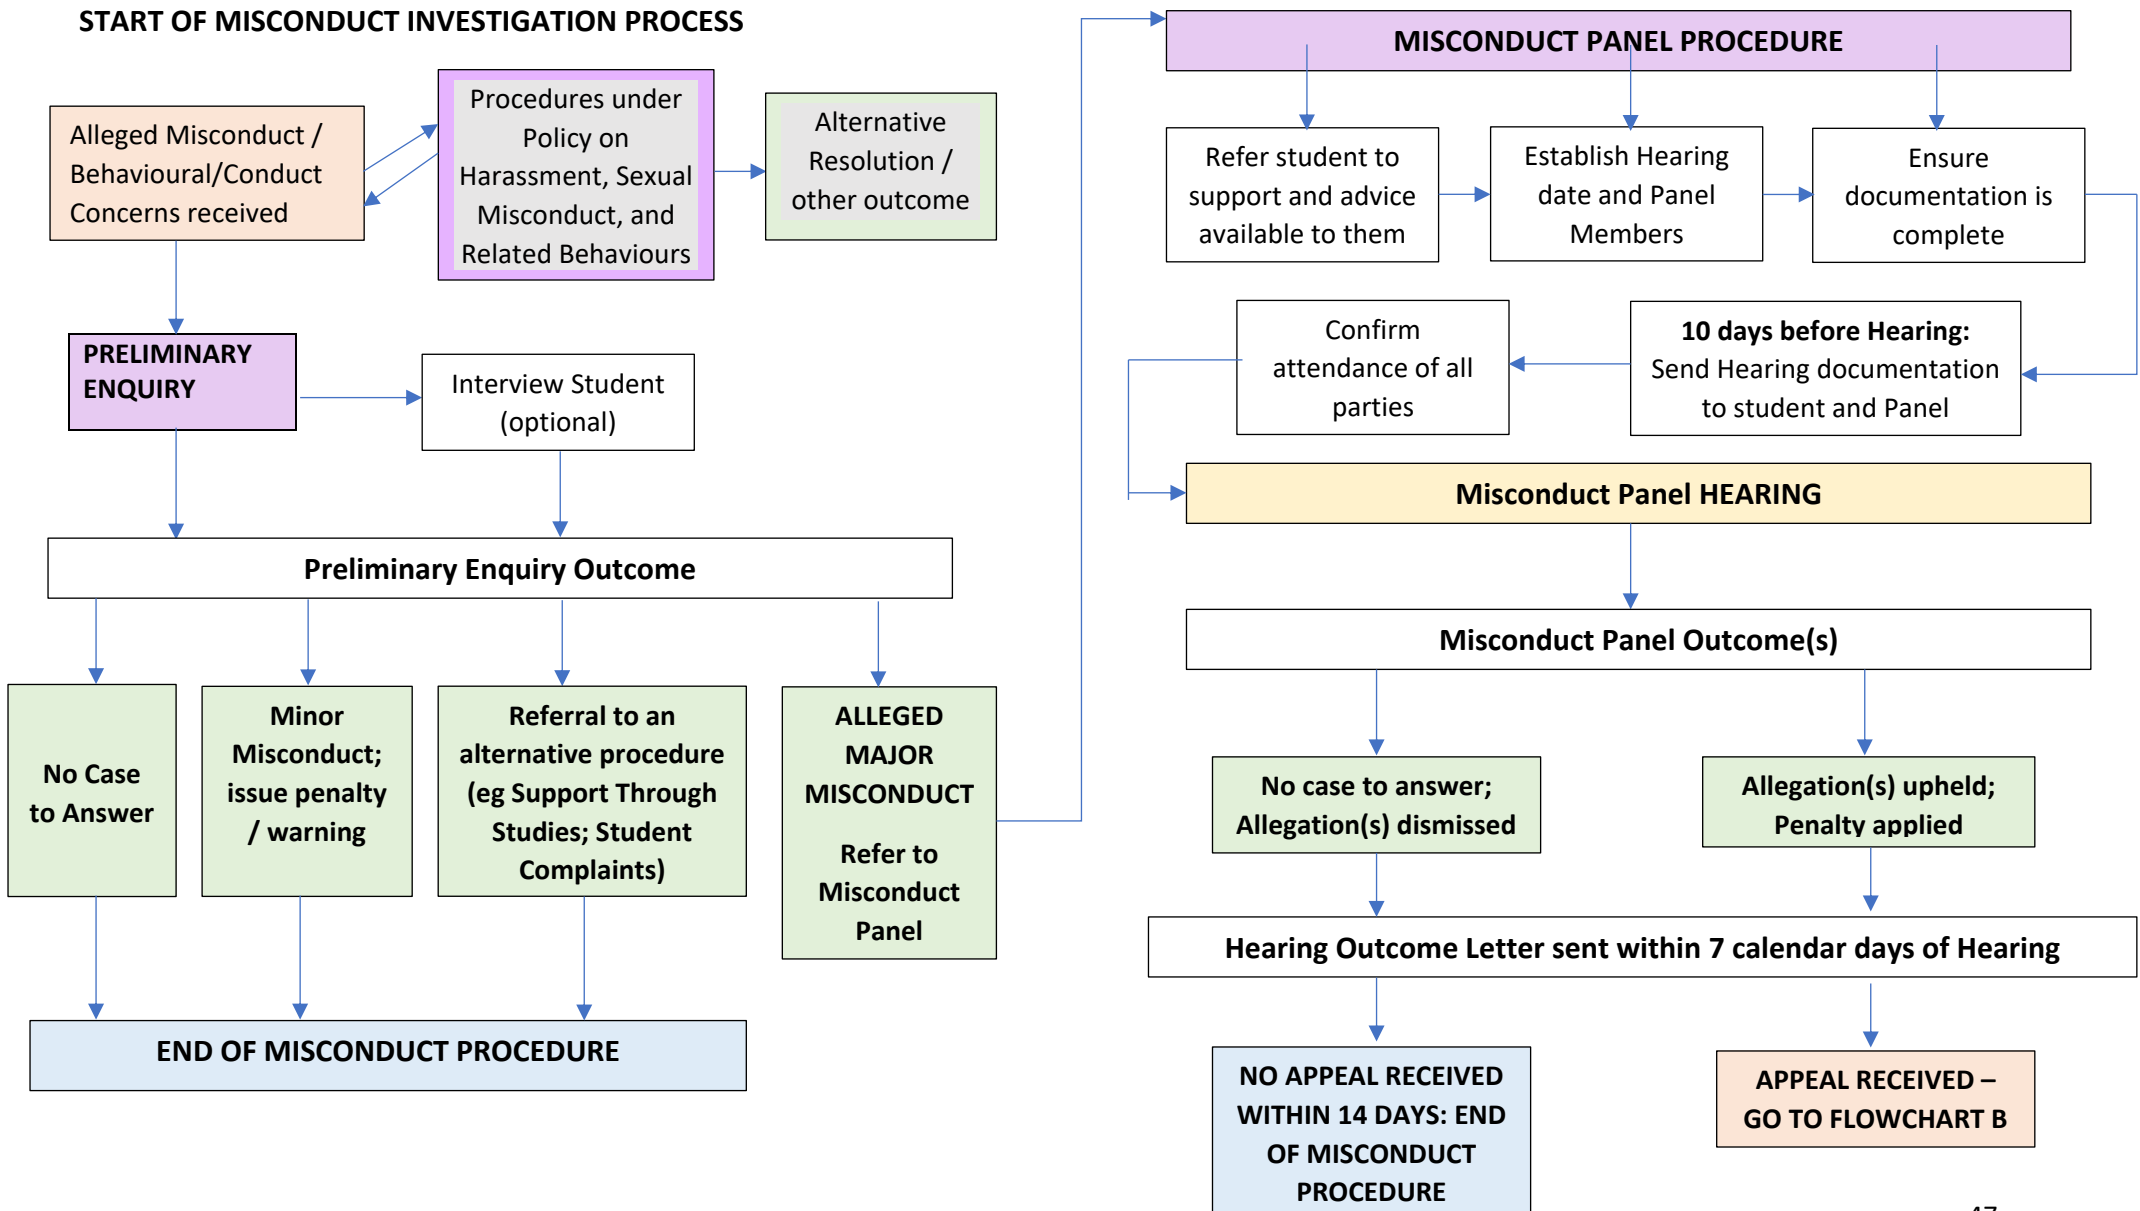 START OF MISCONDUCT INVESTIGATION PROCESS
Alleged Misconduct /
Behavioural/Conduct
Concerns received
Procedures under
Policy on
Harassment, Sexual
Misconduct, and
Related Behaviours
Alternative
Resolution /
other outcome
PRELIMINARY
ENQUIRY
Interview Student
(optional)
Preliminary Enquiry Outcome
No Case
to Answer
Minor
Misconduct;
issue penalty
/ warning
Referral to an
alternative procedure
(eg Support Through
Studies; Student
Complaints)
ALLEGED
MAJOR
MISCONDUCT
Refer to
Misconduct
Panel
END OF MISCONDUCT PROCEDURE
MISCONDUCT PANEL PROCEDURE
Refer student to
support and advice
available to them
Establish Hearing
date and Panel
Members
Ensure
documentation is
complete
10 days before Hearing:
Send Hearing documentation
to student and Panel
Confirm
attendance of all
parties
Misconduct Panel HEARING
Misconduct Panel Outcome(s)
No case to answer;
Allegation(s) dismissed
Allegation(s) upheld;
Penalty applied
Hearing Outcome Letter sent within 7 calendar days of Hearing
NO APPEAL RECEIVED
WITHIN 14 DAYS: END
OF MISCONDUCT
PROCEDURE
APPEAL RECEIVED –
GO TO FLOWCHART B